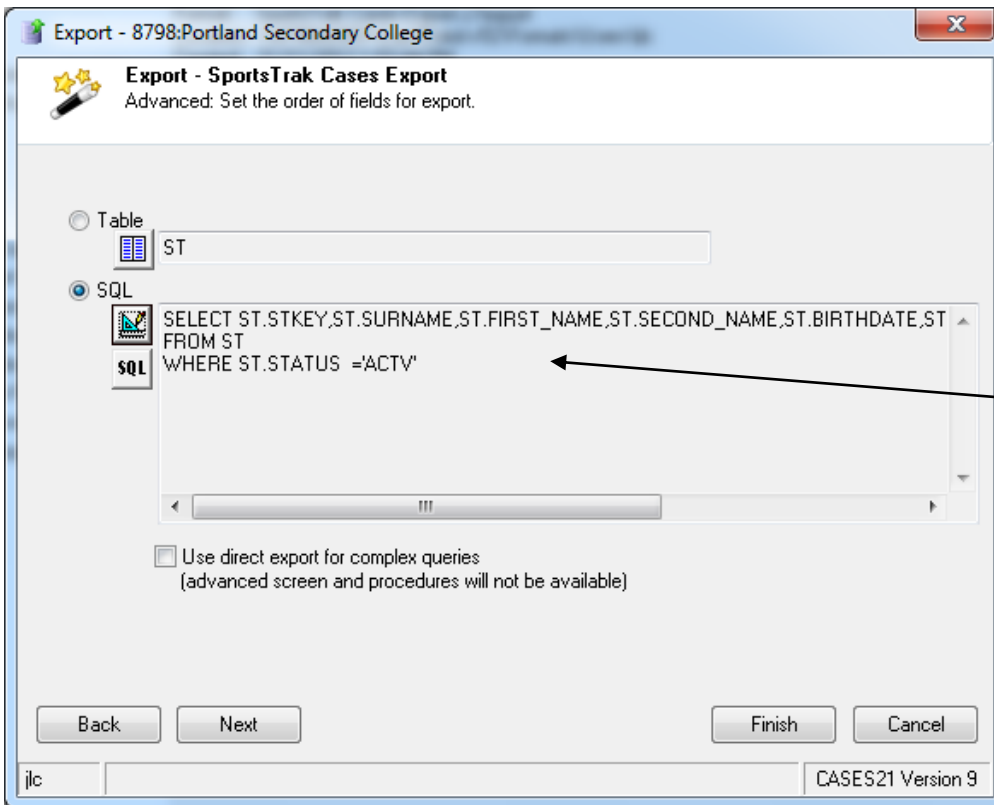 Export - 8798:Portland Secondary College
Export - SportsTrak Cases Export
Advanced: Set the order of fields for export.
Table
ST
SQL
SELECT ST.STKEY,ST.SURNAME,ST.FIRST_NAME,ST.SECOND_NAME,ST.BIRTHDATE,ST
FROM ST
SQL WHERE ST.STATUS ='ACTV'
Use direct export for complex queries
(advanced screen and procedures will not be available)
Back Next Finish Cancel
jlc CASES21 Version 9